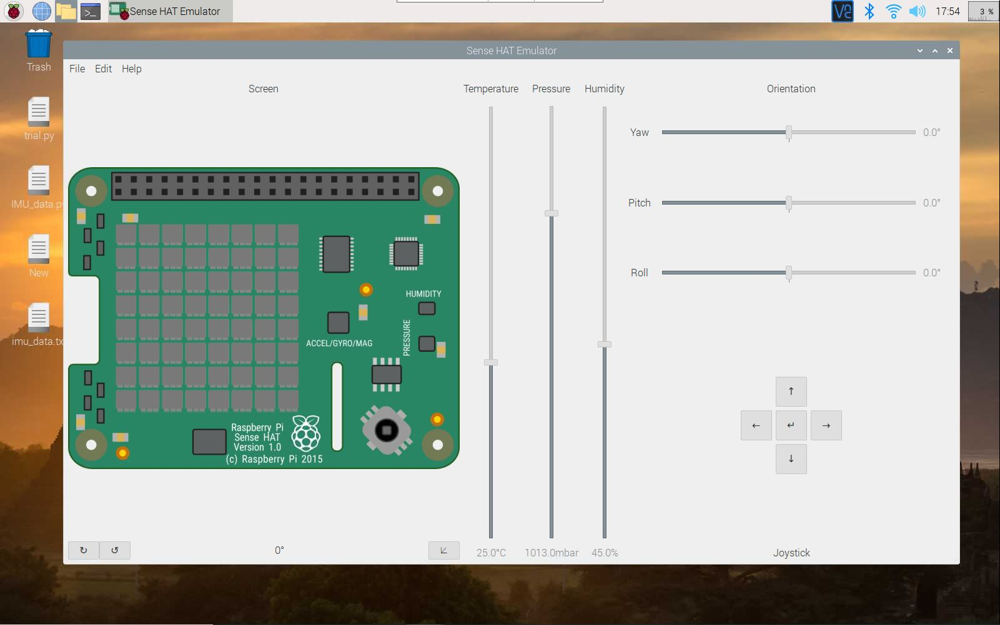 Sense HAT Emulator
17:54
3 %
Trash
trial.py
IMU_data.py
New
imu_data.tx
Sense HAT Emulator
File Edit Help
Screen
Temperature Pressure Humidity
Orientation
Yaw 0.0°
Pitch 0.0°
Roll 0.0°
HUMIDITY
PRESSURE
ACCEL/GYRO/MAG
Raspberry Pi
Sense HAT
Version 1.0
(c) Raspberry Pi 2015
↑
← ↵ →
↓
↻ ↺ 0°
25.0°C 1013.0mbar 45.0%
Joystick